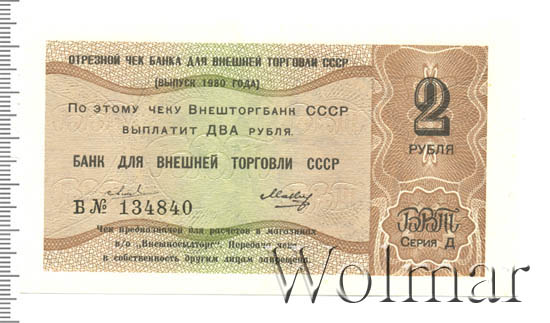 ОТРЕЗНОЙ ЧЕК БАНКА ДЛЯ ВНЕШНЕЙ ТОРГОВЛИ СССР
(ВЫПУСК 1980 ГОДА)
По этому чеку Внешторгбанк СССР
выплатит ДВА рубля.
БАНК ДЛЯ ВНЕШНЕЙ ТОРГОВЛИ СССР
В № 134840
Чек предназначен для расчетов в магазинах
в/о „Внешпосылторг“. Передача чека
в собственность другим лицам запрещена.
2
РУБЛЯ
БВТ
Серия Д
Wolmar